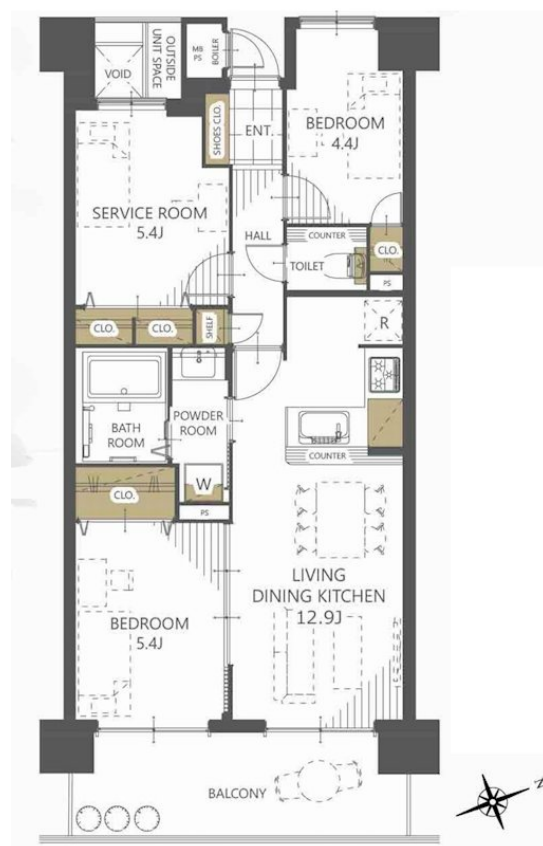 OUTSIDE
UNIT SPACE
VOID
MB
PS
BOILER
SHOES CLO.
ENT.
BEDROOM
4.4J
SERVICE ROOM
5.4J
HALL
COUNTER
TOILET
CLO.
PS
CLO.
CLO.
SHELF
R
BATH
ROOM
POWDER
ROOM
COUNTER
CLO.
W
PS
LIVING
DINING KITCHEN
12.9J
BEDROOM
5.4J
BALCONY
N